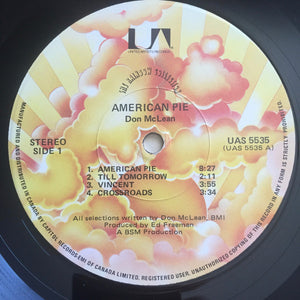 UA
UNITED ARTISTS RECORDS
AMERICAN PIE
Don McLean
STEREO
SIDE 1
UAS 5535
(UAS 5535 A)
1. AMERICAN PIE 8:27
2. TILL TOMORROW 2:11
3. VINCENT 3:55
4. CROSSROADS 3:34
All selections written by Don McLean, BMI
Produced by Ed Freeman
A BSM Production
MANUFACTURED AND DISTRIBUTED IN CANADA BY CAPITOL RECORDS-EMI OF CANADA LIMITED. REGISTERED USER. UNAUTHORIZED COPYING OF THIS RECORD IN ANY FORM IS STRICTLY PROHIBITED